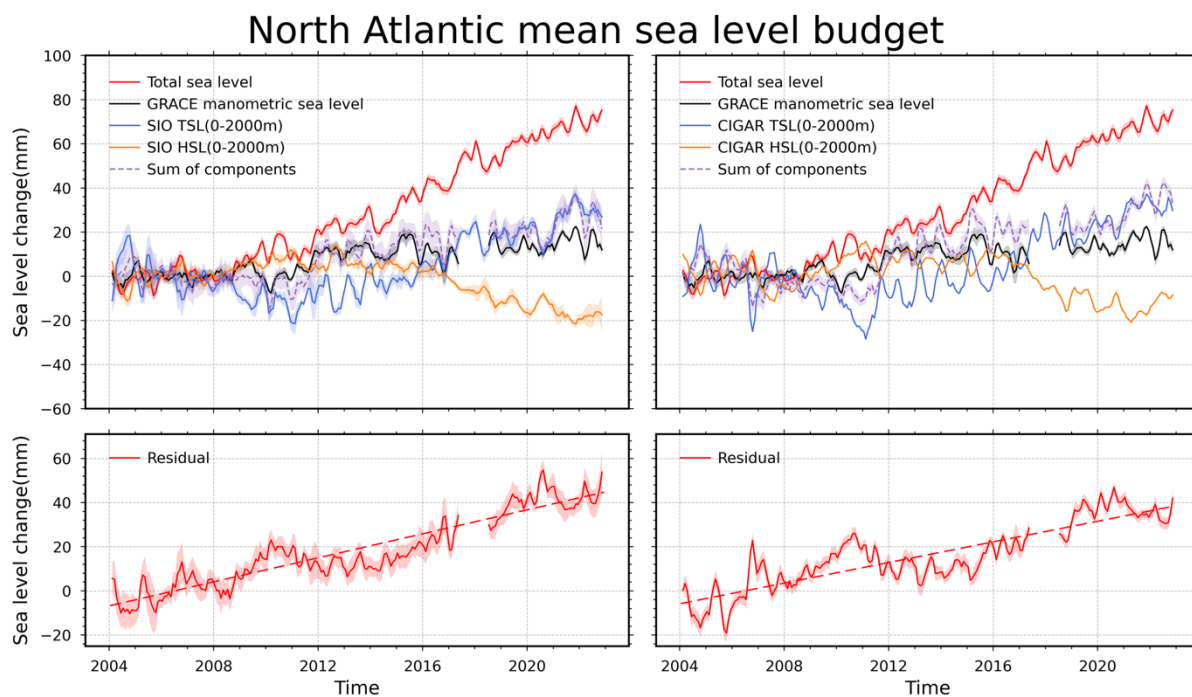 North Atlantic mean sea level budget
Sea level change(mm)
100
80
60
40
20
0
−20
−40
−60
Total sea level
GRACE manometric sea level
SIO TSL(0-2000m)
SIO HSL(0-2000m)
Sum of components
Total sea level
GRACE manometric sea level
CIGAR TSL(0-2000m)
CIGAR HSL(0-2000m)
Sum of components
Sea level change(mm)
60
40
20
0
−20
Residual
2004 2008 2012 2016 2020
Time
Residual
2004 2008 2012 2016 2020
Time